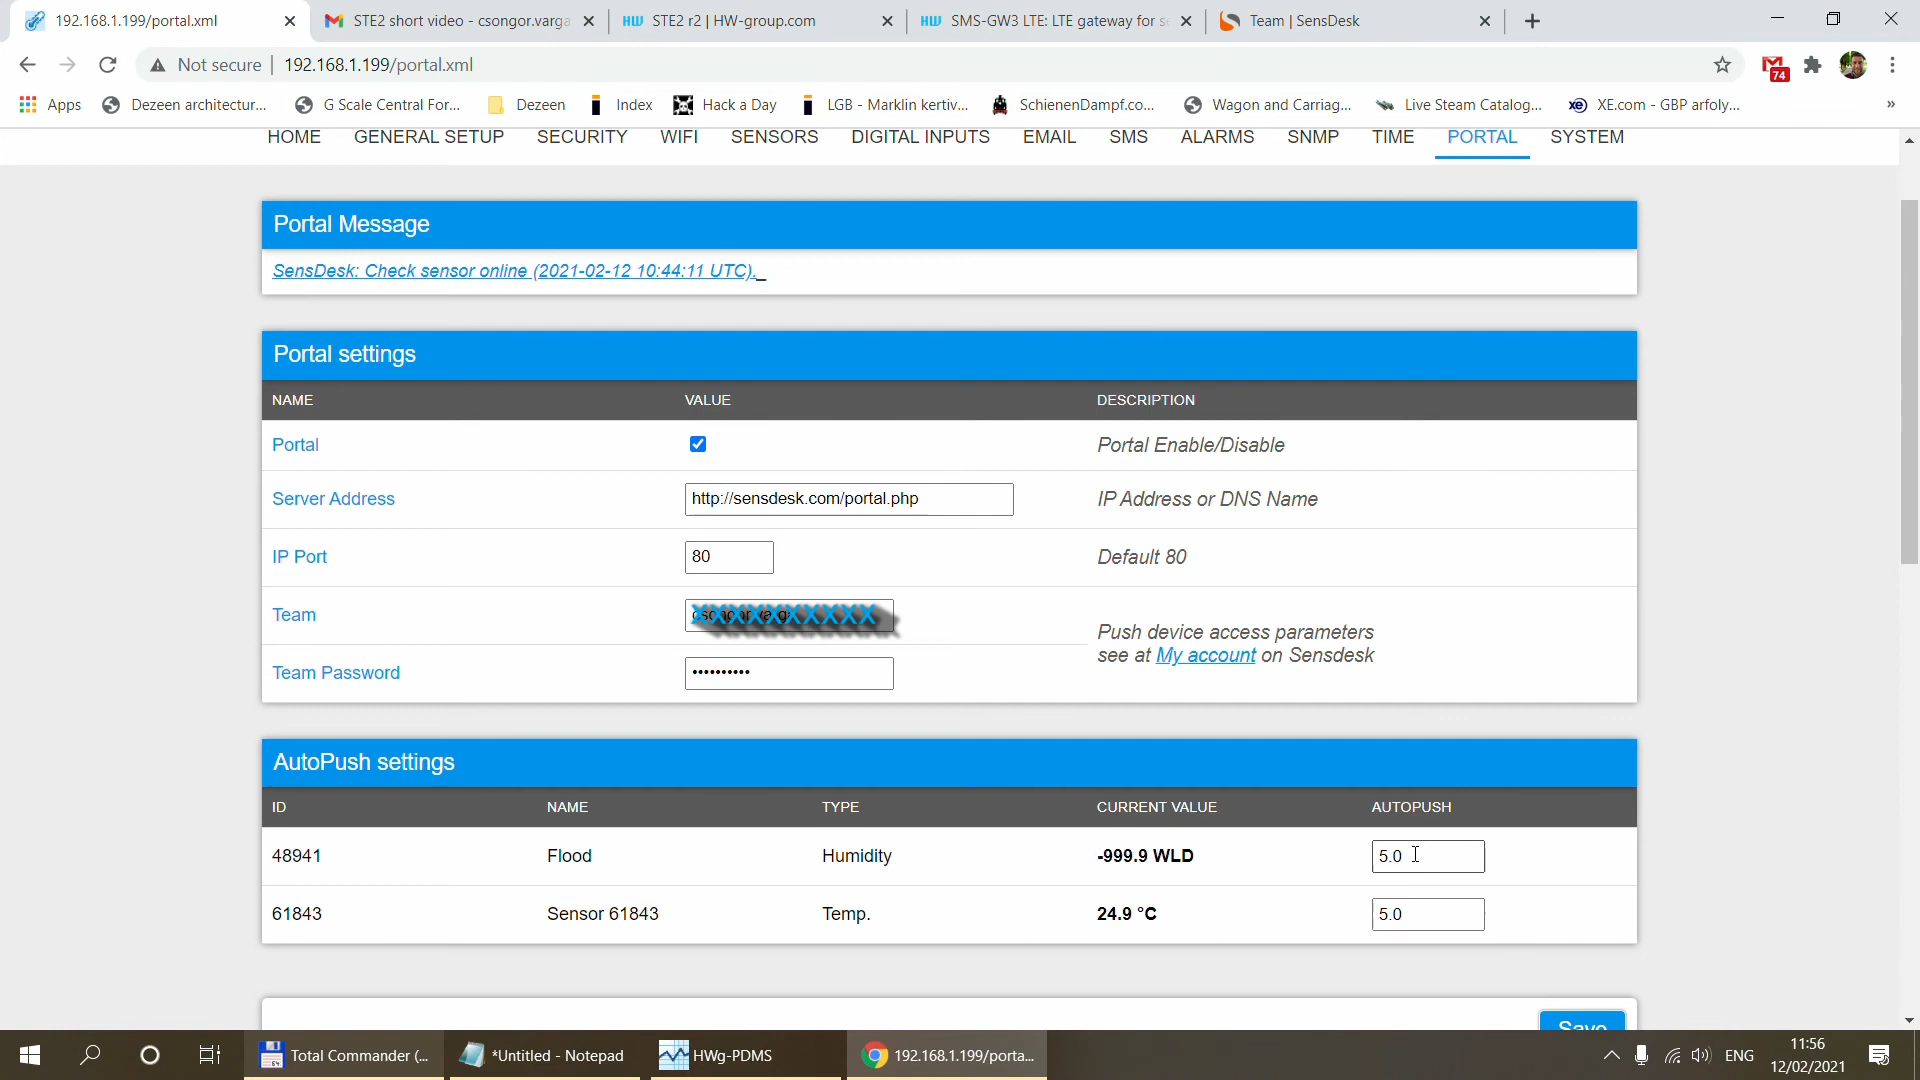 192.168.1.199/portal.xml
STE2 short video - csongor.varga
STE2 r2 | HW-group.com
SMS-GW3 LTE: LTE gateway for se
Team | SensDesk
Not secure | 192.168.1.199/portal.xml
74
Apps
Dezeen architectur...
G Scale Central For...
Dezeen
Index
Hack a Day
LGB - Marklin kertiv...
SchienenDampf.co...
Wagon and Carriag...
Live Steam Catalog...
XE.com - GBP arfoly...
»
HOME GENERAL SETUP SECURITY WIFI SENSORS DIGITAL INPUTS EMAIL SMS ALARMS SNMP TIME PORTAL SYSTEM
Portal Message
SensDesk: Check sensor online (2021-02-12 10:44:11 UTC)._
Portal settings
NAME VALUE DESCRIPTION
Portal Portal Enable/Disable
Server Address http://sensdesk.com/portal.php IP Address or DNS Name
IP Port 80 Default 80
Team XXXXXXXXXX
Push device access parameters
see at My account on Sensdesk
Team Password ••••••••••
AutoPush settings
ID NAME TYPE CURRENT VALUE AUTOPUSH
48941 Flood Humidity -999.9 WLD 5.0
61843 Sensor 61843 Temp. 24.9 °C 5.0
Save
Total Commander (...
*Untitled - Notepad
HWg-PDMS
192.168.1.199/porta...
ENG
11:56
12/02/2021